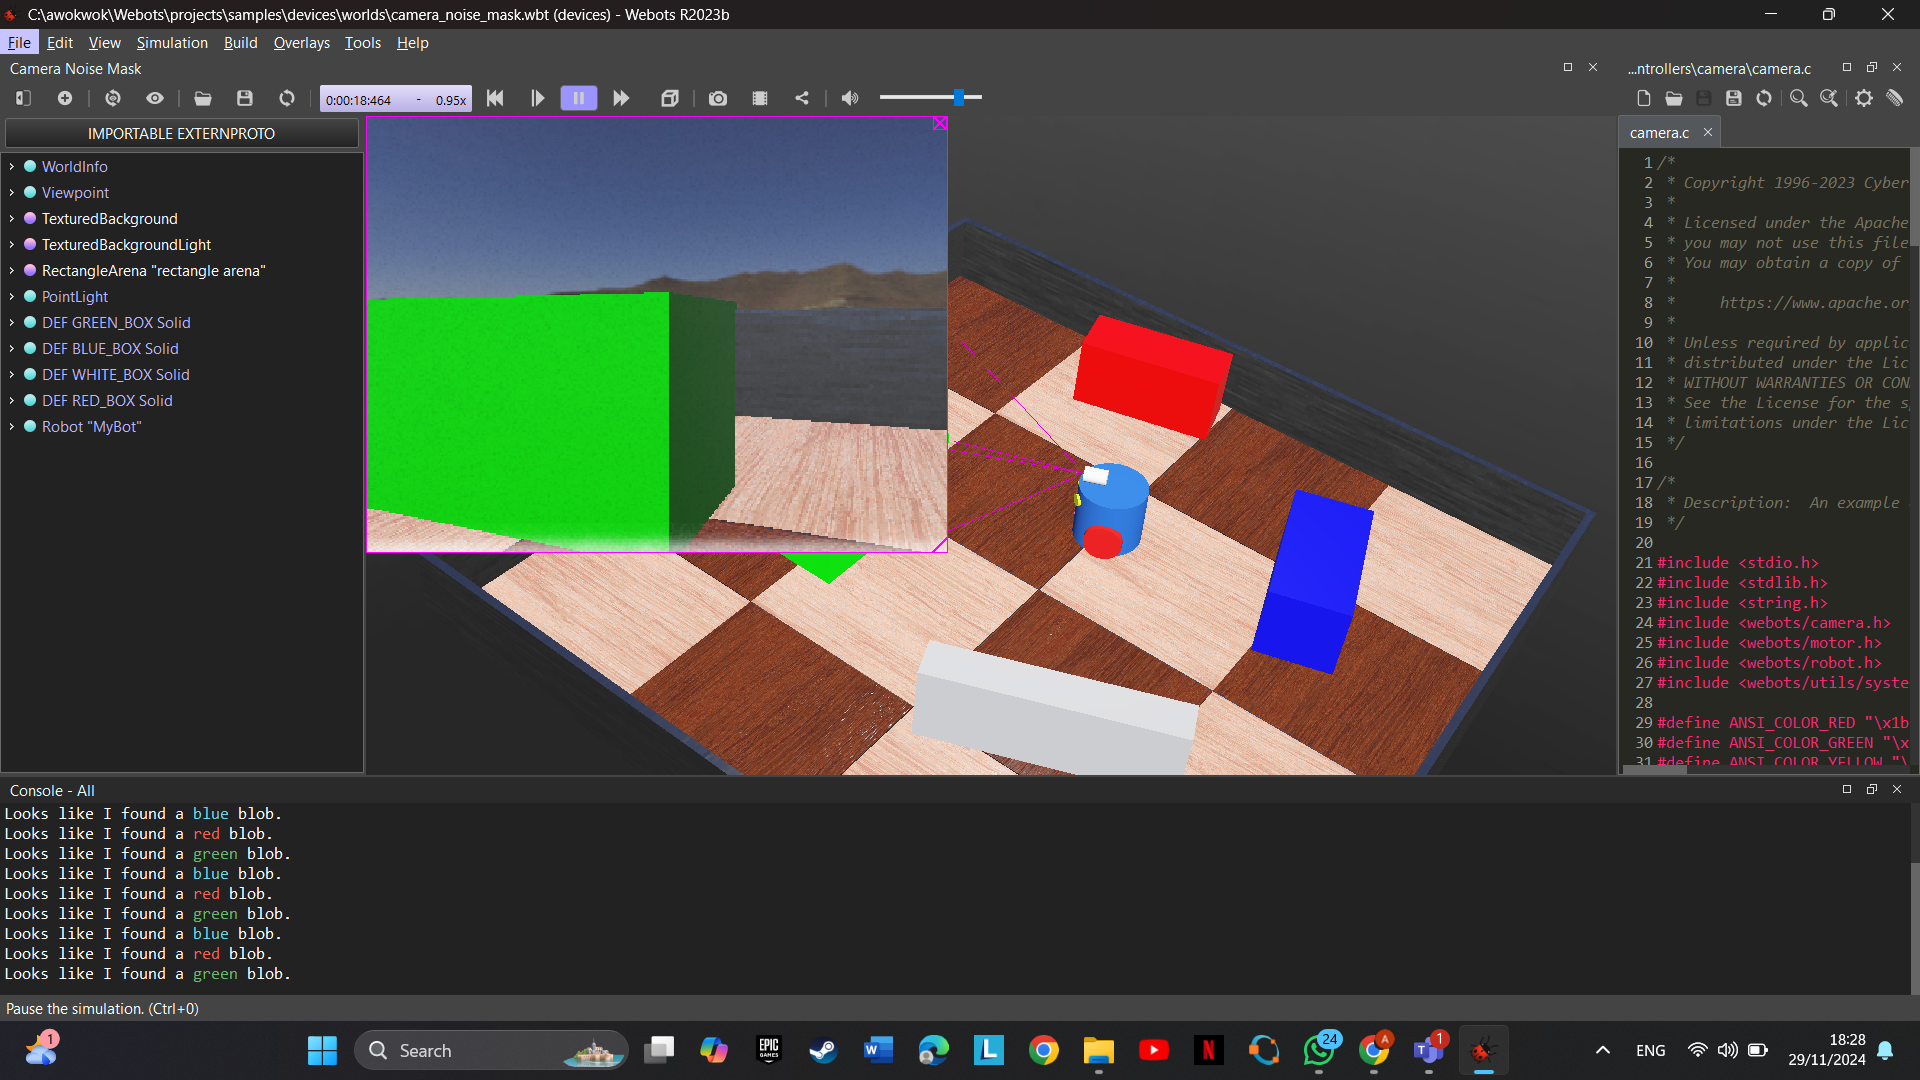 C:\awokwok\Webots\projects\samples\devices\worlds\camera_noise_mask.wbt (devices) - Webots R2023b
File Edit View Simulation Build Overlays Tools Help
Camera Noise Mask
...ntrollers\camera\camera.c
0:00:18:464 - 0.95x
IMPORTABLE EXTERNPROTO
WorldInfo
Viewpoint
TexturedBackground
TexturedBackgroundLight
RectangleArena "rectangle arena"
PointLight
DEF GREEN_BOX Solid
DEF BLUE_BOX Solid
DEF WHITE_BOX Solid
DEF RED_BOX Solid
Robot "MyBot"
camera.c
1 /*
2 * Copyright 1996-2023 Cyber
3 *
4 * Licensed under the Apache
5 * you may not use this file
6 * You may obtain a copy of
7 *
8 * https://www.apache.or
9 *
10 * Unless required by applic
11 * distributed under the Lic
12 * WITHOUT WARRANTIES OR CON
13 * See the License for the s
14 * limitations under the Lic
15 */
16
17 /*
18 * Description: An example
19 */
20
21 #include <stdio.h>
22 #include <stdlib.h>
23 #include <string.h>
24 #include <webots/camera.h>
25 #include <webots/motor.h>
26 #include <webots/robot.h>
27 #include <webots/utils/syste
28
29 #define ANSI_COLOR_RED "\x1b
30 #define ANSI_COLOR_GREEN "\x
31 #define ANSI_COLOR_YELLOW "\
Console - All
Looks like I found a blue blob.
Looks like I found a red blob.
Looks like I found a green blob.
Looks like I found a blue blob.
Looks like I found a red blob.
Looks like I found a green blob.
Looks like I found a blue blob.
Looks like I found a red blob.
Looks like I found a green blob.
Pause the simulation. (Ctrl+0)
1
Search
EPIC GAMES
W
L
N
24
A
T
1
ENG
18:28
29/11/2024